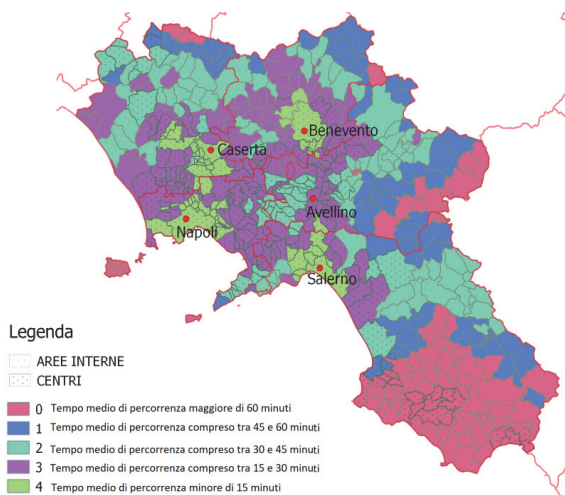 Benevento
Caserta
Avellino
Napoli
Salerno
Legenda
AREE INTERNE
CENTRI
0 Tempo medio di percorrenza maggiore di 60 minuti
1 Tempo medio di percorrenza compreso tra 45 e 60 minuti
2 Tempo medio di percorrenza compreso tra 30 e 45 minuti
3 Tempo medio di percorrenza compreso tra 15 e 30 minuti
4 Tempo medio di percorrenza minore di 15 minuti